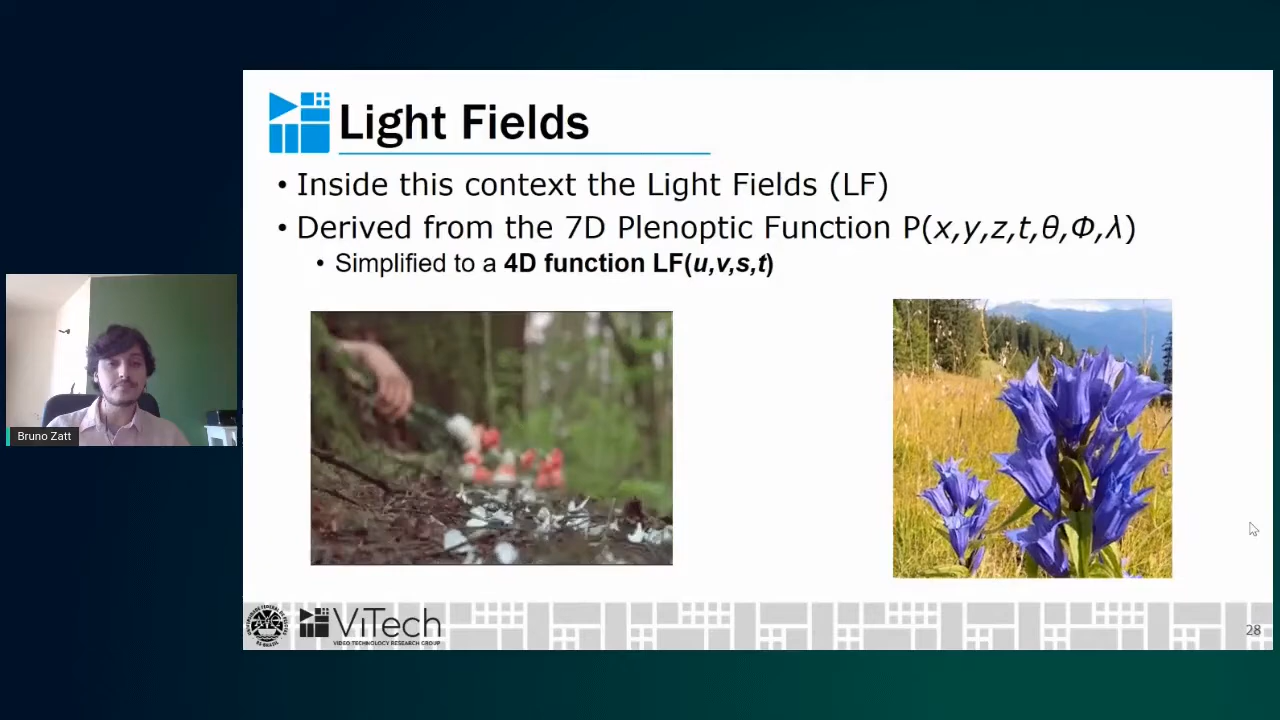 Light Fields
• Inside this context the Light Fields (LF)
• Derived from the 7D Plenoptic Function P(x,y,z,t,θ,Φ,λ)
• Simplified to a 4D function LF(u,v,s,t)
Bruno Zatt
ViTech
VIDEO TECHNOLOGY RESEARCH GROUP
28